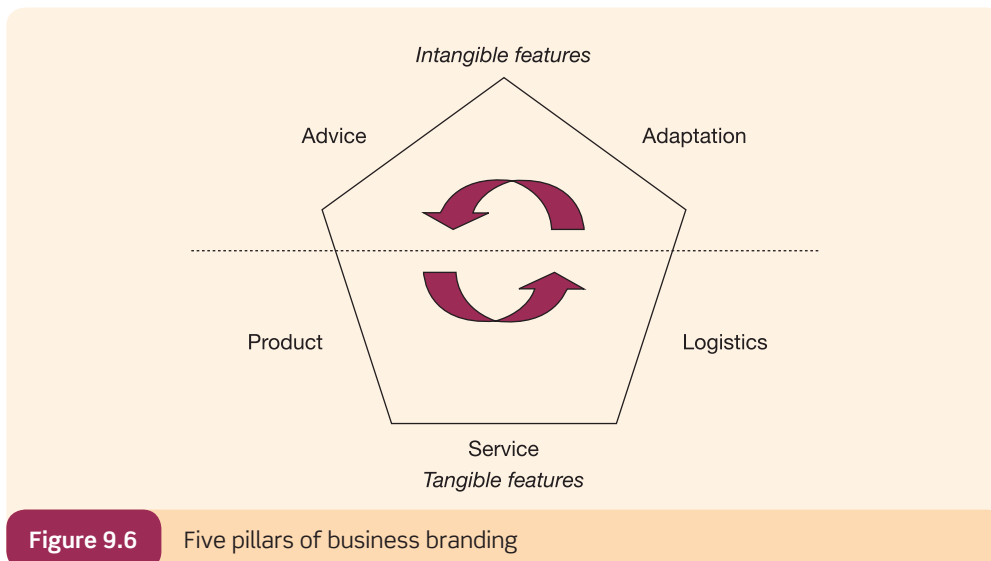 Intangible features
Advice
Adaptation
Product
Logistics
Service
Tangible features
Figure 9.6 Five pillars of business branding